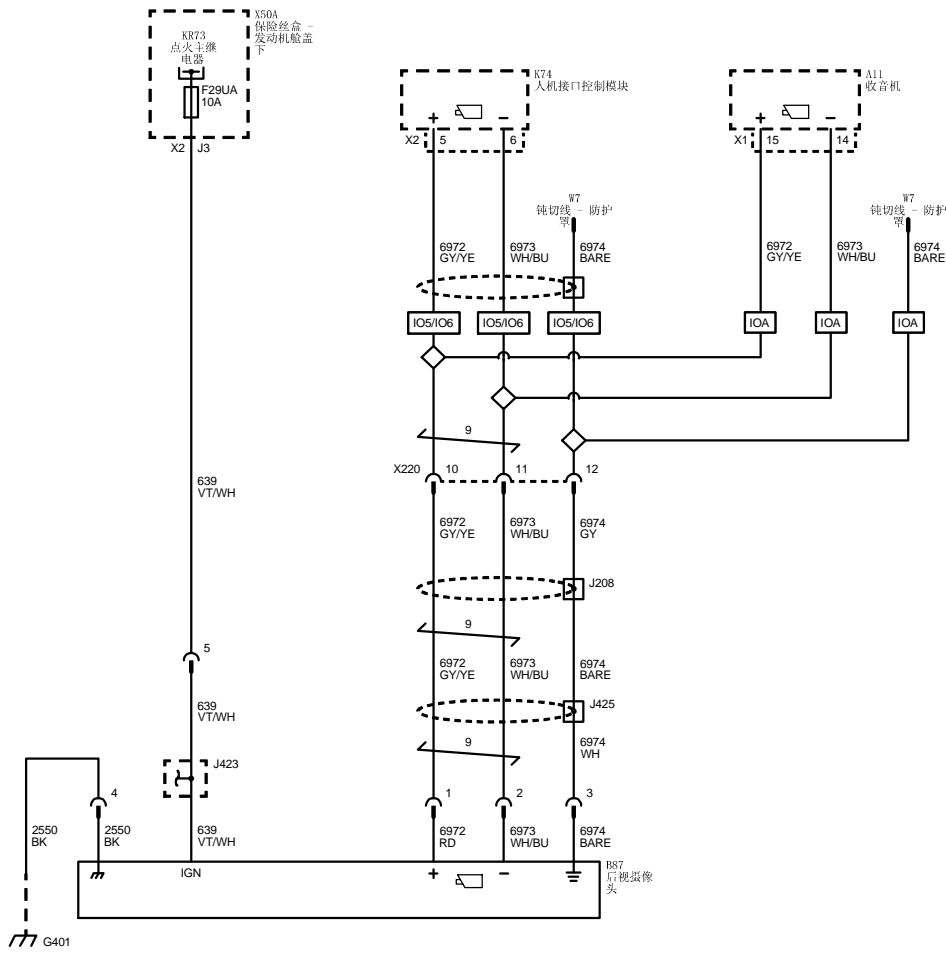 X50A
保险丝盒 -
发动机舱盖
下
KR73
点火主继
电器
F29UA
10A
X2 J3
K74
人机接口控制模块
+ -
X2 5 6
A11
收音机
+ -
X1 15 14
W7
钝切线 - 防护
罩
W7
钝切线 - 防护
罩
6972
GY/YE
6973
WH/BU
6974
BARE
6972
GY/YE
6973
WH/BU
6974
BARE
IO5/IO6
IO5/IO6
IO5/IO6
IOA
IOA
IOA
9
X220 10 11 12
639
VT/WH
6972
GY/YE
6973
WH/BU
6974
GY
J208
9
5
6972
GY/YE
6973
WH/BU
6974
BARE
639
VT/WH
J425
9
6974
WH
J423
4
1
2
3
2550
BK
2550
BK
639
VT/WH
6972
RD
6973
WH/BU
6974
BARE
IGN
+ -
B87
后视摄像
头
G401